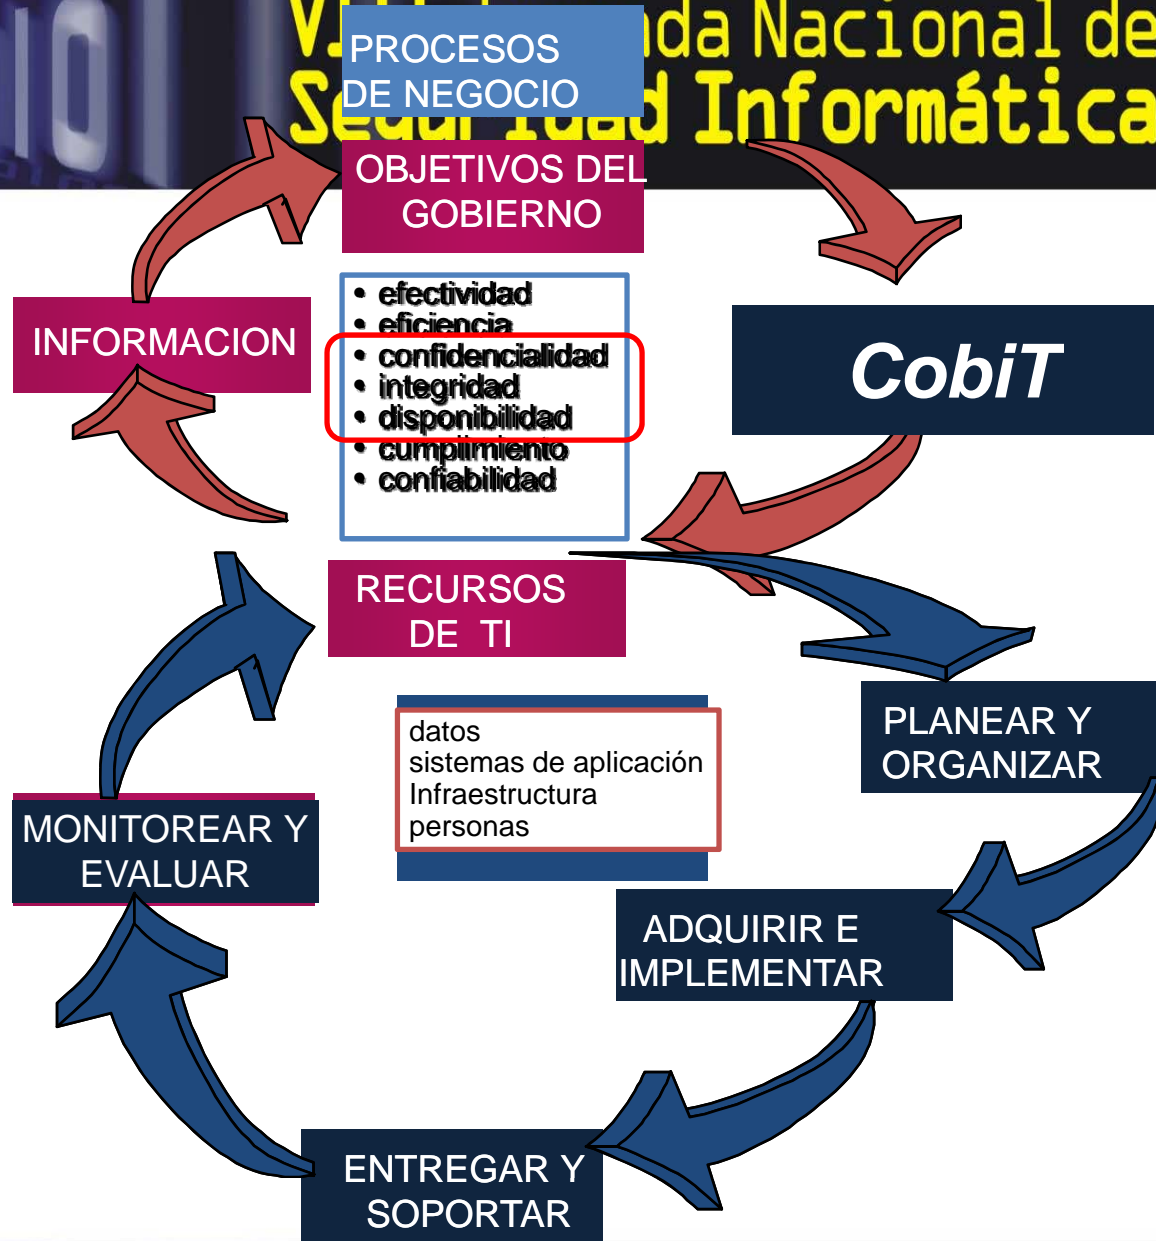 da Nacional de
Informática
PROCESOS
DE NEGOCIO
OBJETIVOS DEL
GOBIERNO
• efectividad
• eficiencia
• confidencialidad
• integridad
• disponibilidad
• cumplimiento
• confiabilidad
INFORMACION
CobiT
RECURSOS
DE TI
datos
sistemas de aplicación
Infraestructura
personas
PLANEAR Y
ORGANIZAR
MONITOREAR Y
EVALUAR
ADQUIRIR E
IMPLEMENTAR
ENTREGAR Y
SOPORTAR